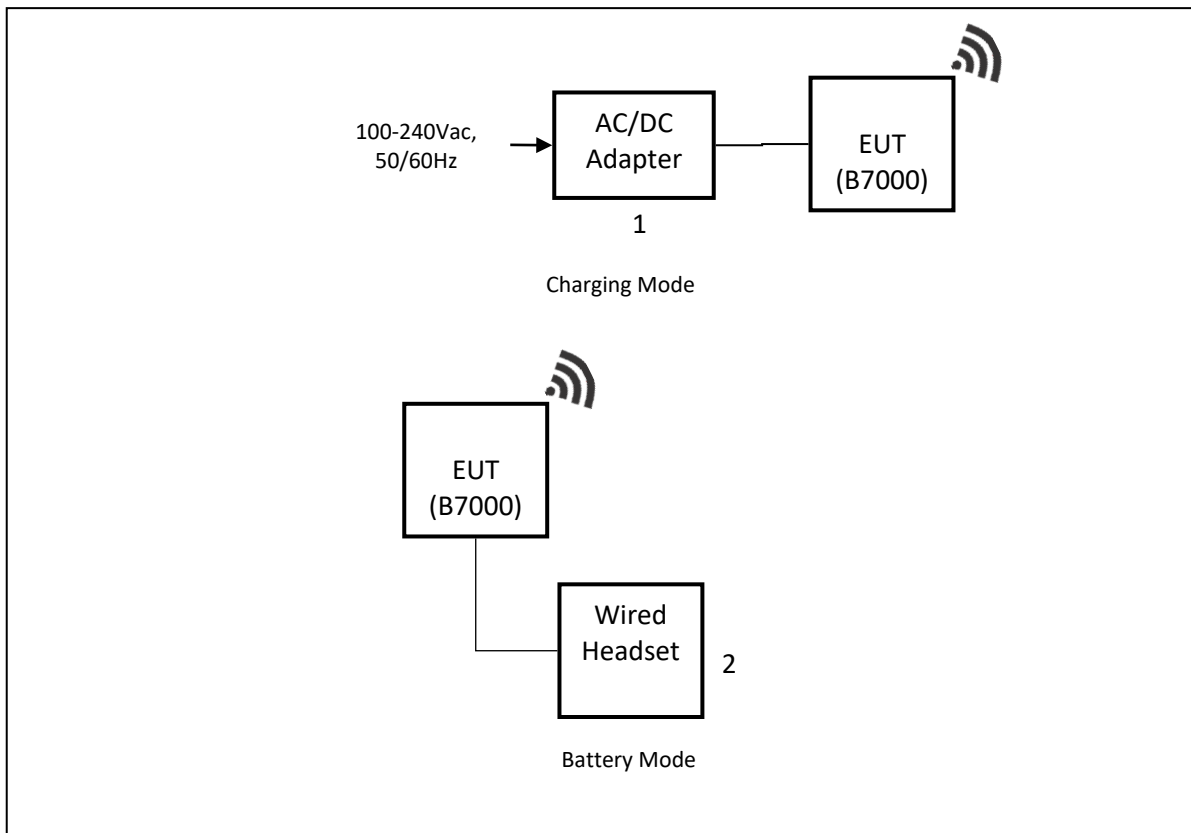 100-240Vac,
50/60Hz
AC/DC
Adapter
EUT
(B7000)
1
Charging Mode
EUT
(B7000)
Wired
Headset
2
Battery Mode